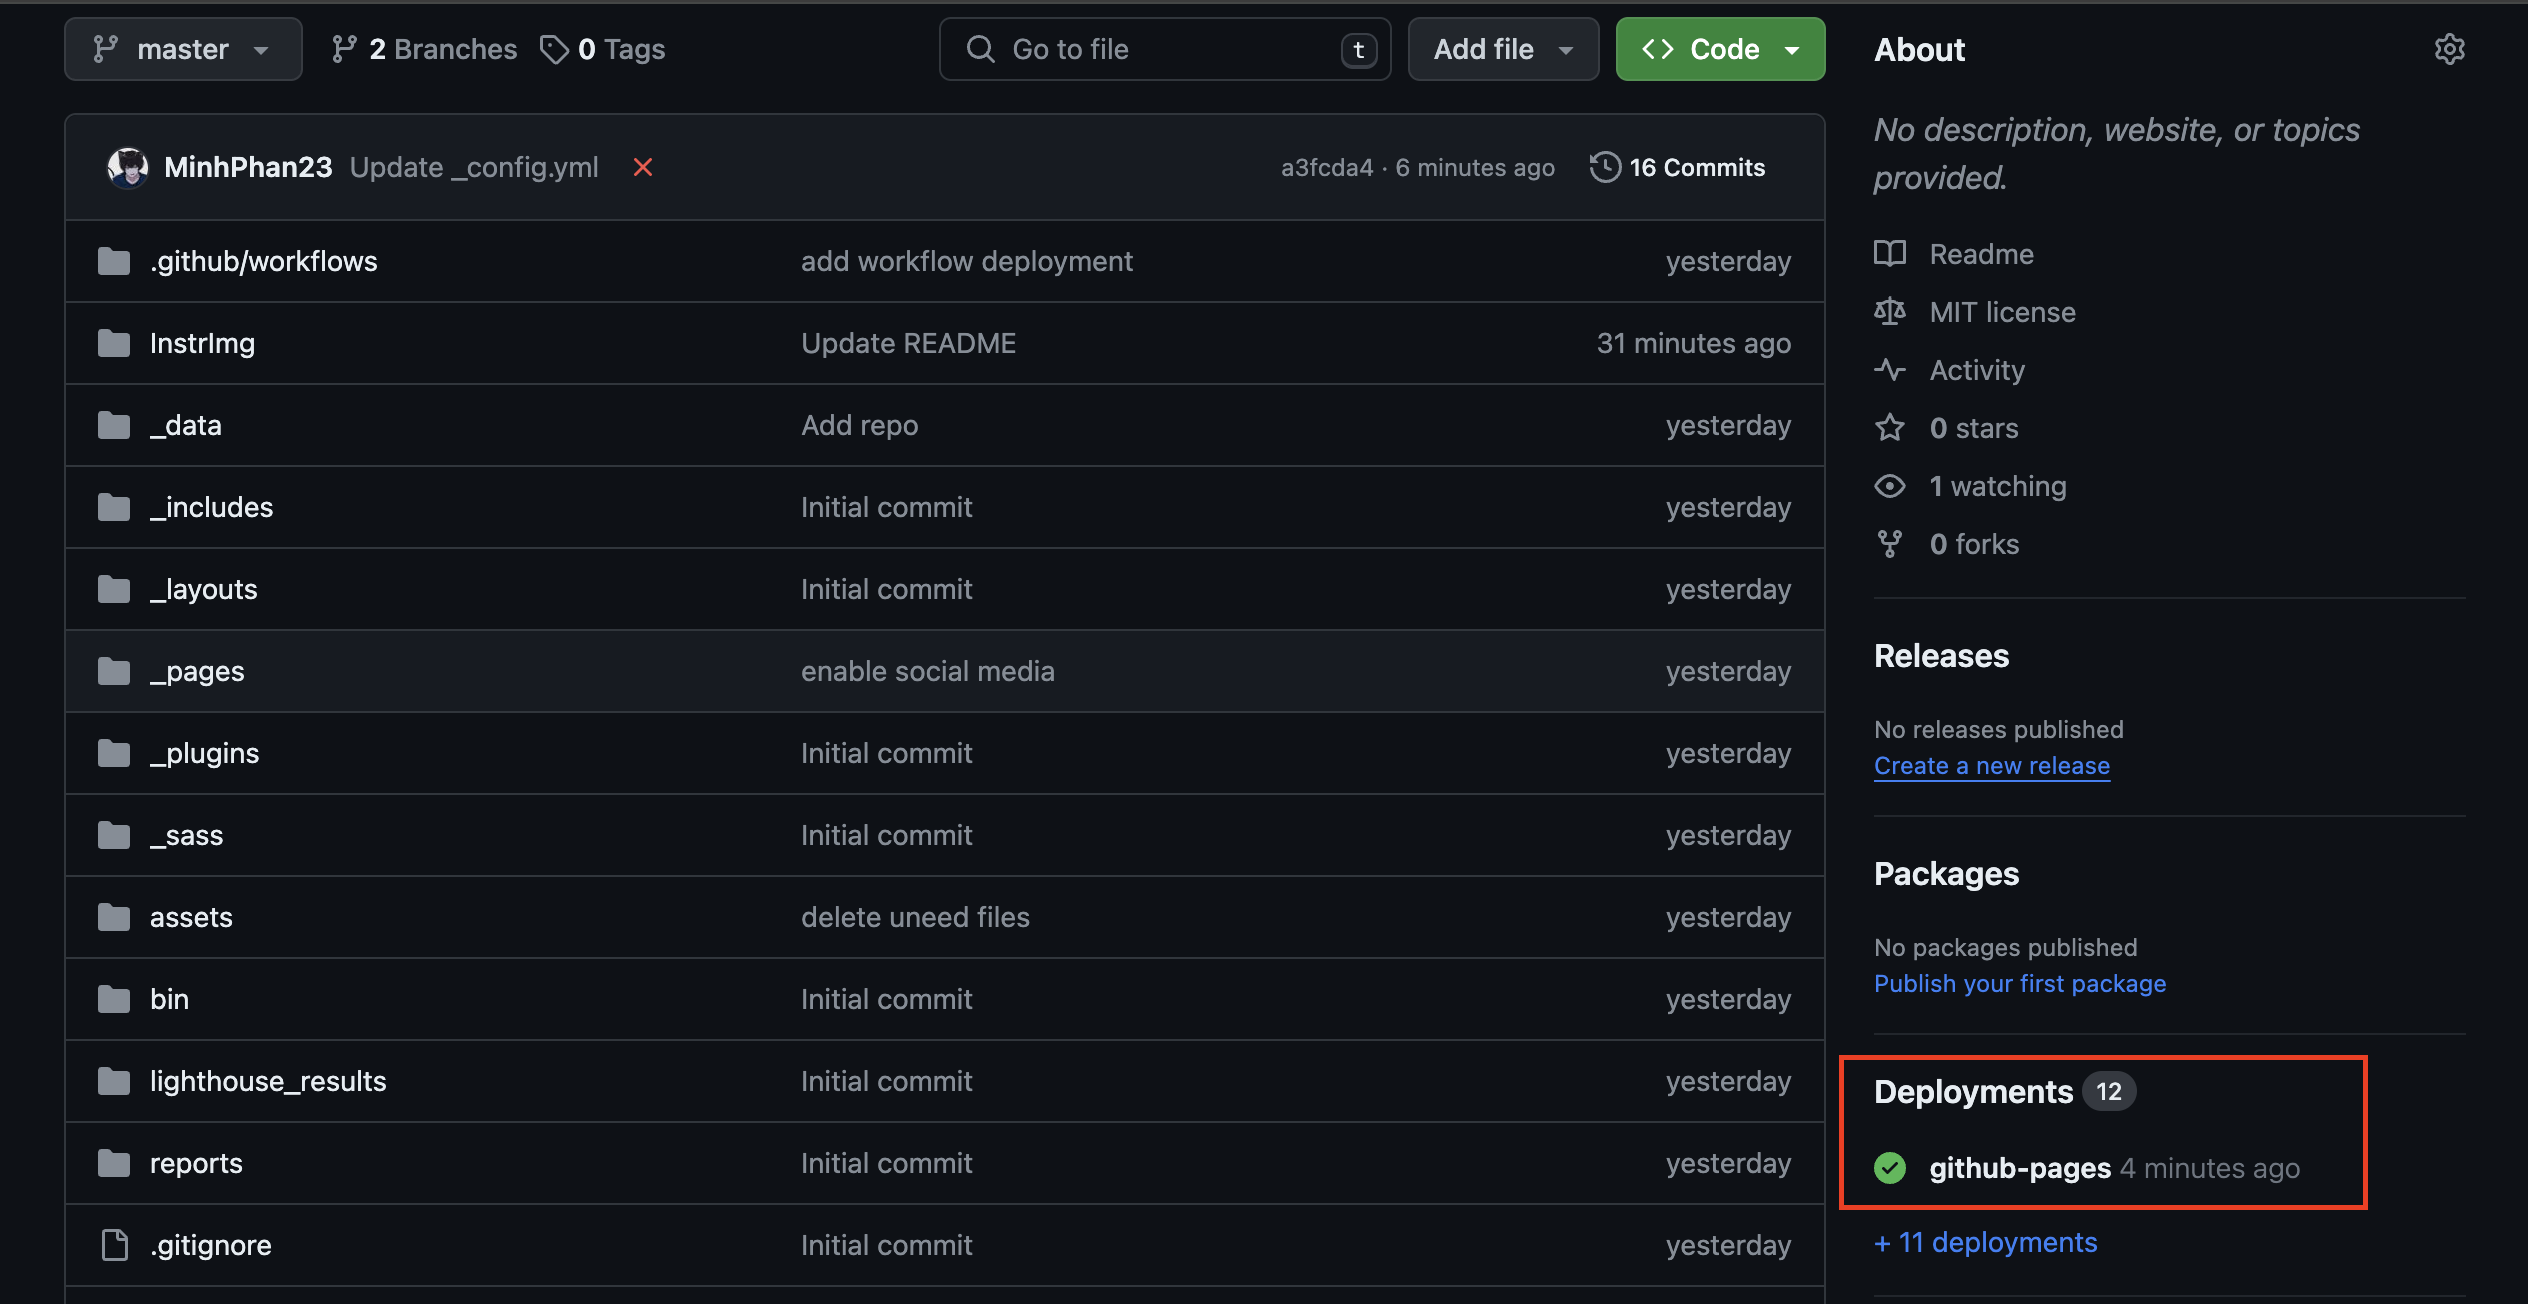 master
2 Branches
0 Tags
Go to file
t
Add file
Code
MinhPhan23 Update _config.yml
a3fcda4 · 6 minutes ago
16 Commits
.github/workflows add workflow deployment yesterday
InstrImg Update README 31 minutes ago
_data Add repo yesterday
_includes Initial commit yesterday
_layouts Initial commit yesterday
_pages enable social media yesterday
_plugins Initial commit yesterday
_sass Initial commit yesterday
assets delete uneed files yesterday
bin Initial commit yesterday
lighthouse_results Initial commit yesterday
reports Initial commit yesterday
.gitignore Initial commit yesterday
About
No description, website, or topics
provided.
Readme
MIT license
Activity
0 stars
1 watching
0 forks
Releases
No releases published
Create a new release
Packages
No packages published
Publish your first package
Deployments 12
github-pages 4 minutes ago
+ 11 deployments